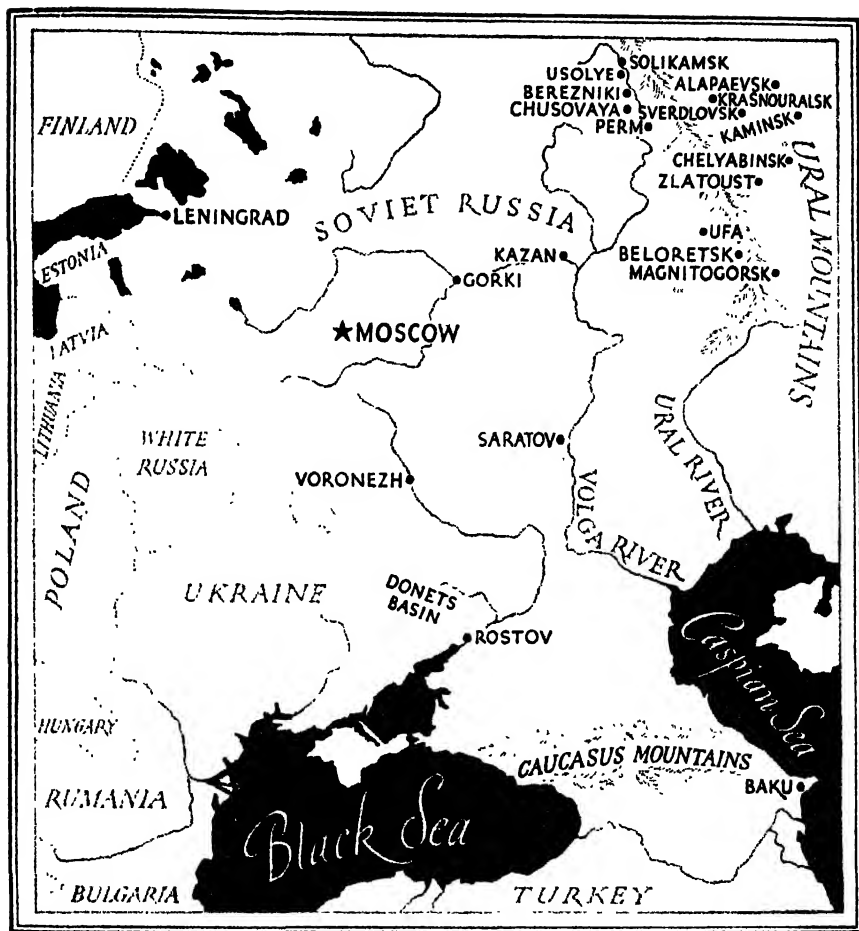 SOLIKAMSK
USOLYE
ALAPAEVSK
BEREZNIKI
KRASNOURALSK
CHUSOVAYA
SVERDLOVSK
KAMINSK
PERM
FINLAND
CHELYABINSK
ZLATOUST
URAL MOUNTAINS
LENINGRAD
SOVIET RUSSIA
UFA
ESTONIA
KAZAN
BELORETSK
GORKI
MAGNITOGORSK
MOSCOW
LATVIA
LITHUANIA
WHITE
RUSSIA
SARATOV
URAL RIVER
VORONEZH
VOLGA RIVER
POLAND
UKRAINE
DONETS
BASIN
ROSTOV
Caspian Sea
HUNGARY
CAUCASUS MOUNTAINS
RUMANIA
BAKU
Black Sea
BULGARIA
TURKEY